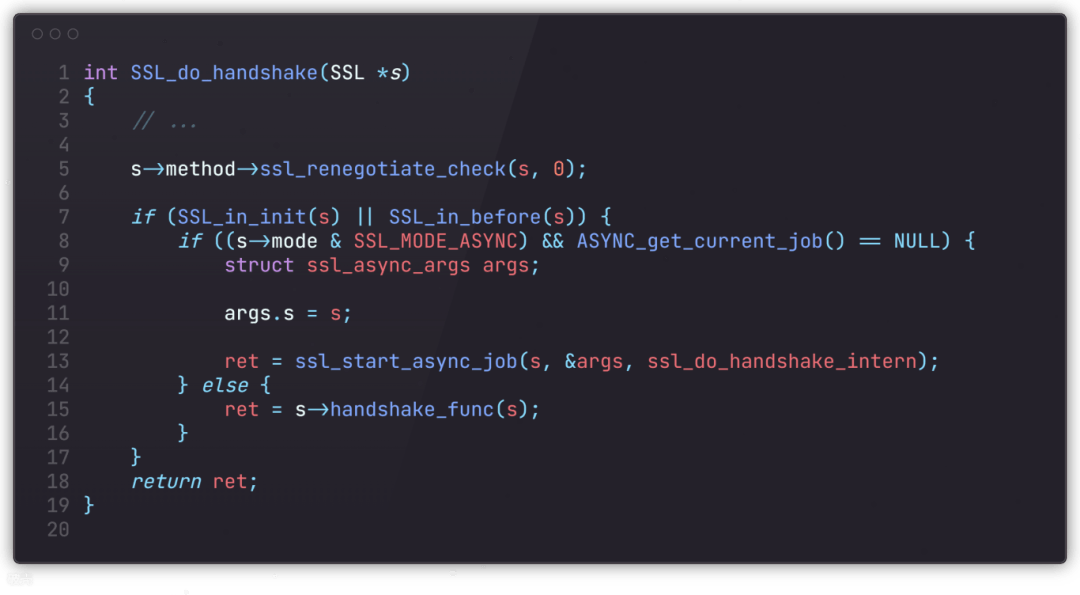 1 int SSL_do_handshake(SSL *s)
2 {
3     // ...
4
5     s->method->ssl_renegotiate_check(s, 0);
6
7     if (SSL_in_init(s) || SSL_in_before(s)) {
8         if ((s->mode & SSL_MODE_ASYNC) && ASYNC_get_current_job() == NULL) {
9             struct ssl_async_args args;
10
11             args.s = s;
12
13             ret = ssl_start_async_job(s, &args, ssl_do_handshake_intern);
14         } else {
15             ret = s->handshake_func(s);
16         }
17     }
18     return ret;
19 }
20